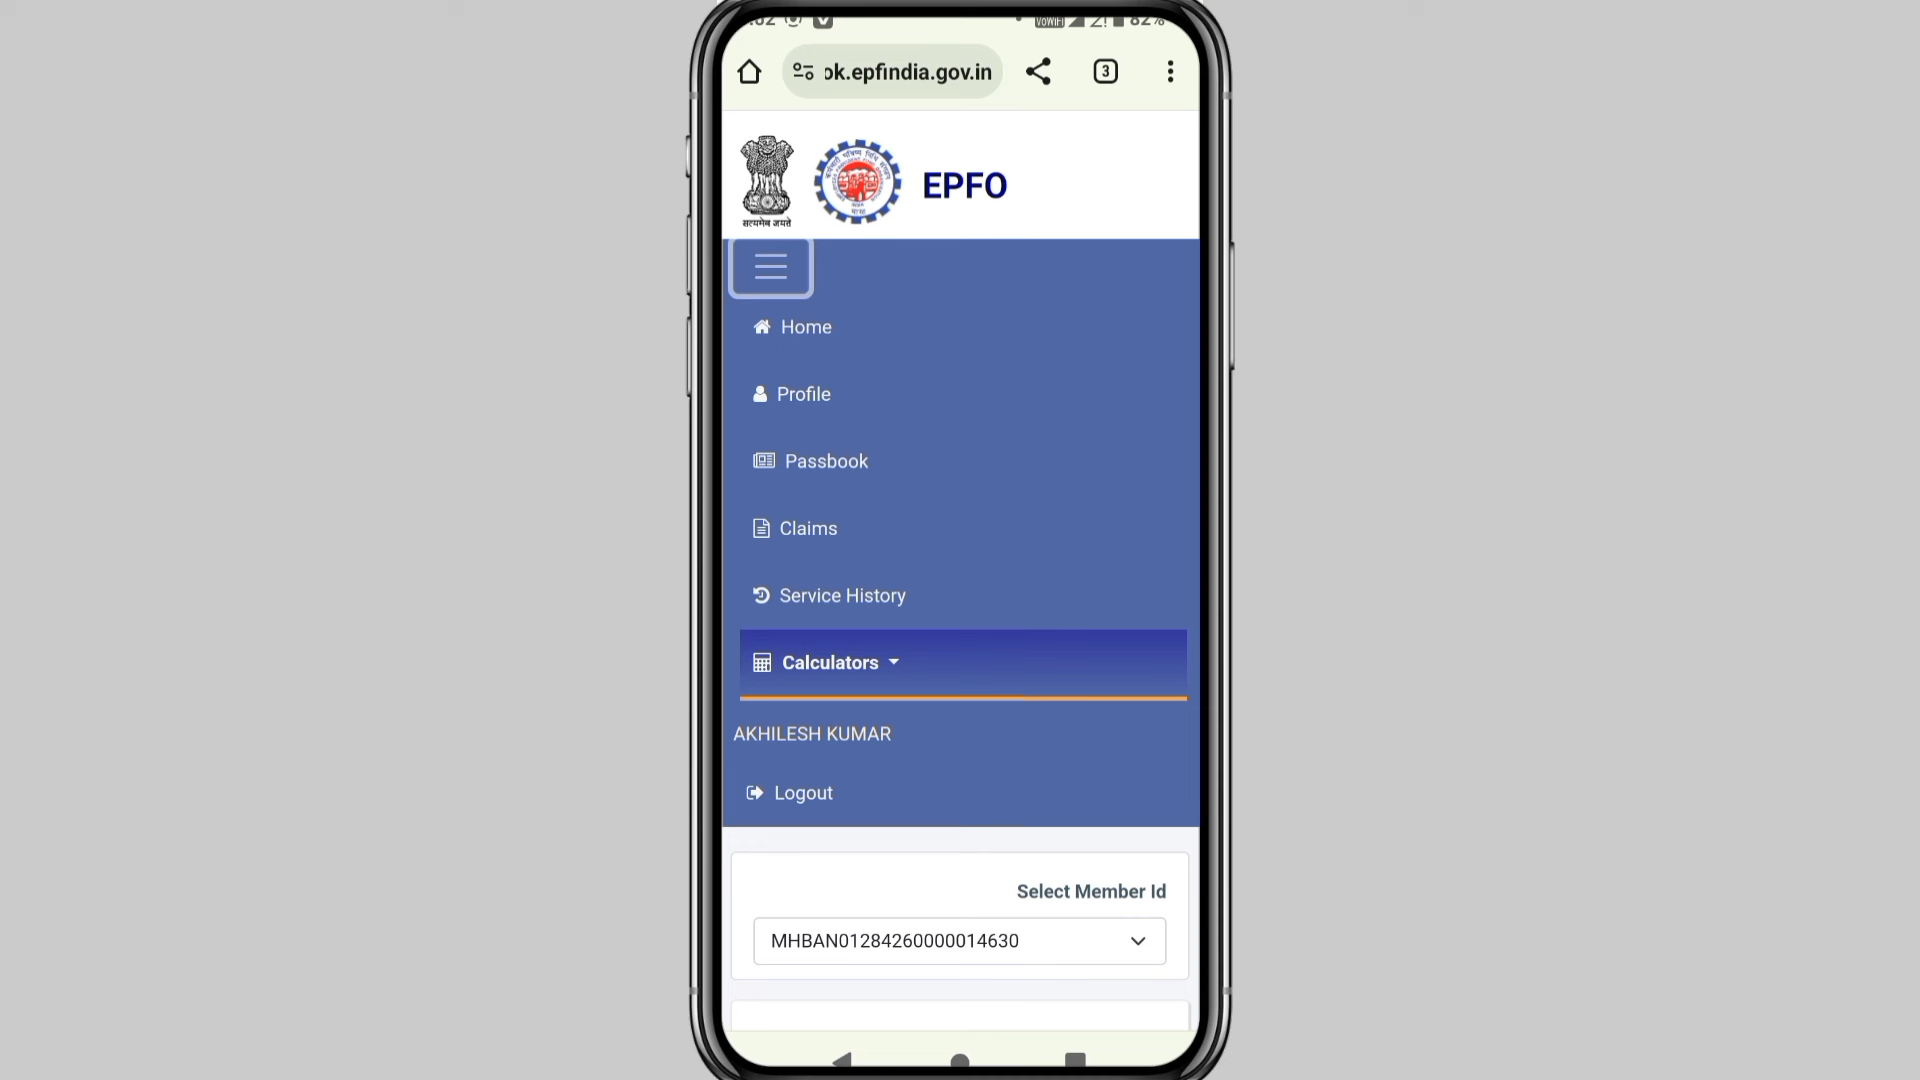 82%
ok.epfindia.gov.in
3
EPFO
सत्यमेव जयते
Home
Profile
Passbook
Claims
Service History
Calculators
AKHILESH KUMAR
Logout
Select Member Id
MHBAN01284260000014630